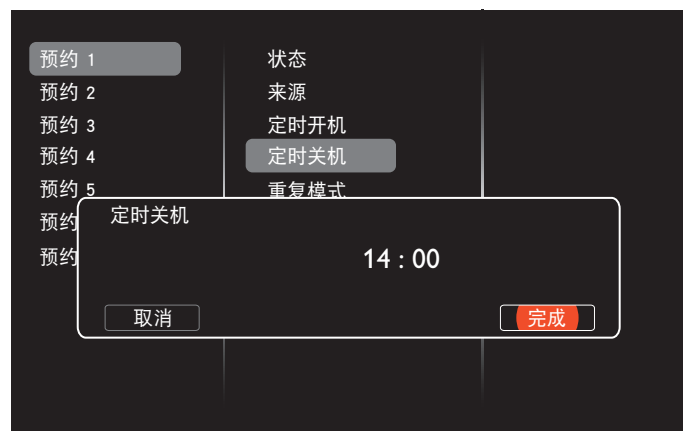 预约 1
预约 2
预约 3
预约 4
预约 5
预约
预约
状态
来源
定时开机
定时关机
重复模式
定时关机
14 : 00
取消
完成